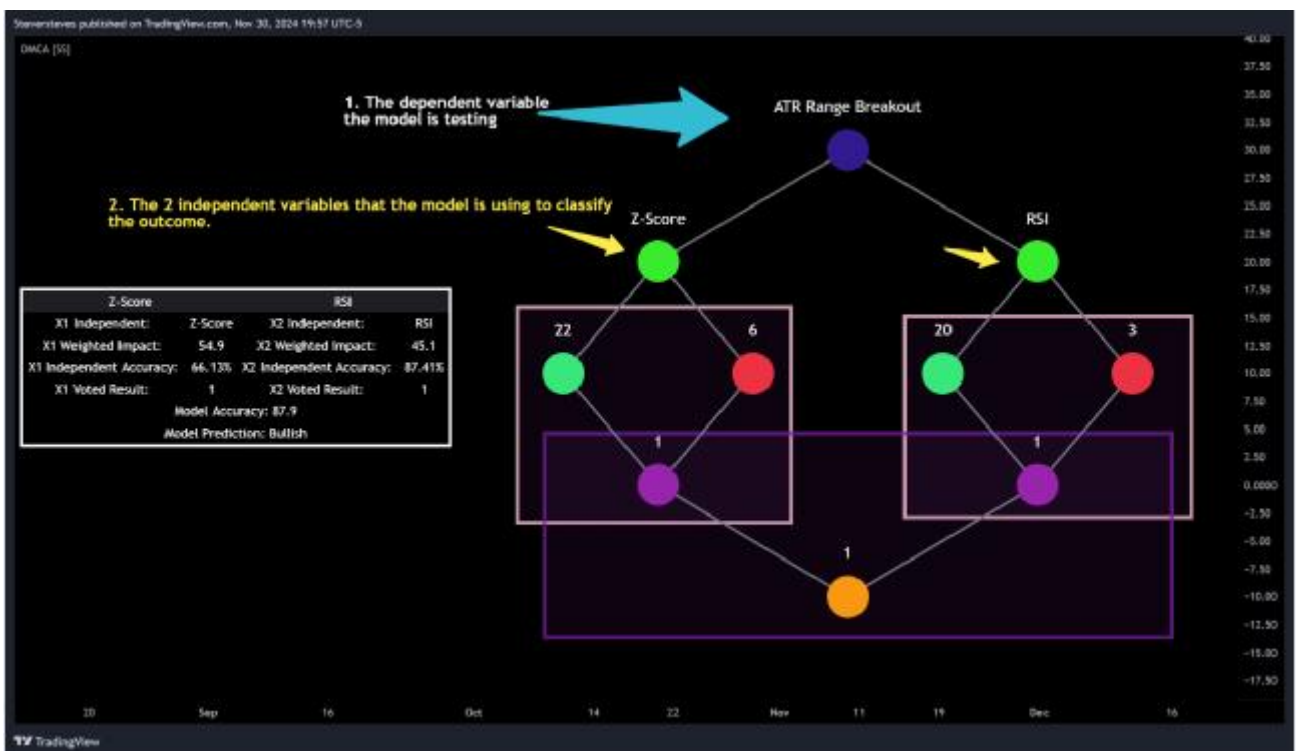 Steversteves published on TradingView.com, Nov 30, 2024 19:57 UTC-5
DMCA [SS]
1. The dependent variable
the model is testing
ATR Range Breakout
2. The 2 independent variables that the model is using to classify
the outcome.
Z-Score
RSI
Z-Score RSI
X1 Independent: Z-Score X2 Independent: RSI
X1 Weighted Impact: 54.9 X2 Weighted Impact: 45.1
X1 Independent Accuracy: 66.13% X2 Independent Accuracy: 87.41%
X1 Voted Result: 1 X2 Voted Result: 1
Model Accuracy: 87.9
Model Prediction: Bullish
22 6 20 3
1 1
1
40.00
37.50
35.00
32.50
30.00
27.50
25.00
22.50
20.00
17.50
15.00
12.50
10.00
7.50
5.00
2.50
0.0000
-2.50
-5.00
-7.50
-10.00
-12.50
-15.00
-17.50
20 Sep 16 Oct 14 22 Nov 11 19 Dec 16
TradingView